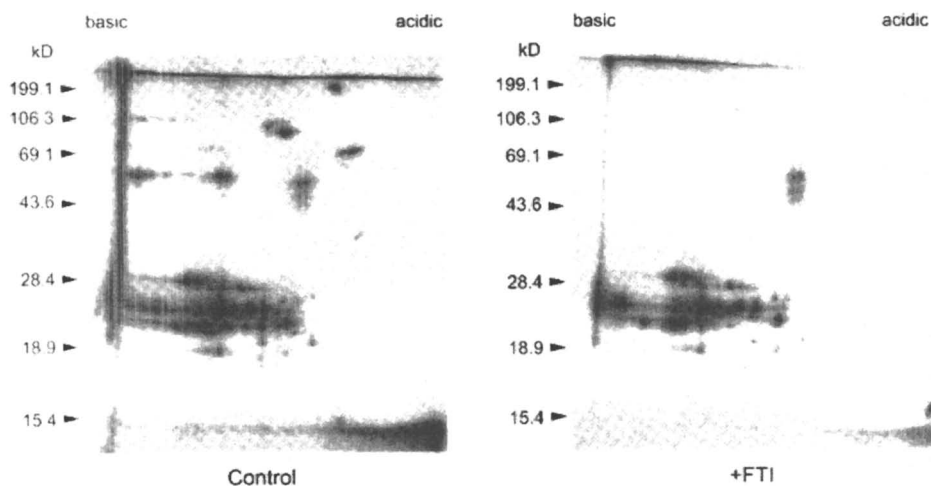 basic acidic
kD
199.1
106.3
69.1
43.6
28.4
18.9
15.4
Control
basic acidic
kD
199.1
106.3
69.1
43.6
28.4
18.9
15.4
+FTI